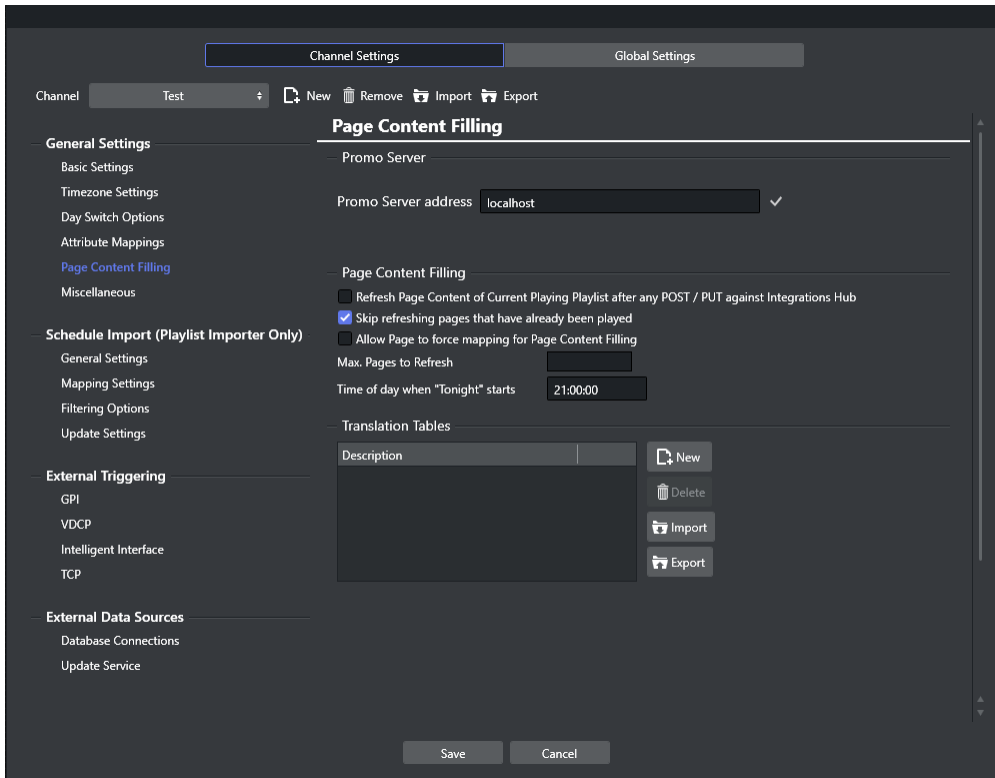 Channel Settings Global Settings
Channel Test New Remove Import Export
General Settings
Basic Settings
Timezone Settings
Day Switch Options
Attribute Mappings
Page Content Filling
Miscellaneous
Schedule Import (Playlist Importer Only)
General Settings
Mapping Settings
Filtering Options
Update Settings
External Triggering
GPI
VDCP
Intelligent Interface
TCP
External Data Sources
Database Connections
Update Service
Page Content Filling
Promo Server
Promo Server address localhost
Page Content Filling
Refresh Page Content of Current Playing Playlist after any POST / PUT against Integrations Hub
Skip refreshing pages that have already been played
Allow Page to force mapping for Page Content Filling
Max. Pages to Refresh
Time of day when "Tonight" starts 21:00:00
Translation Tables
Description
New
Delete
Import
Export
Save Cancel